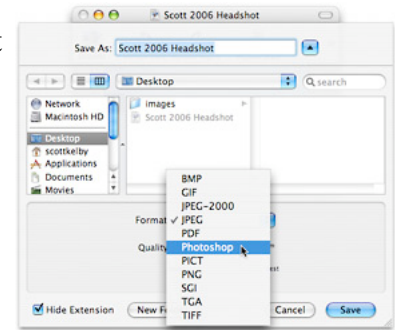 Scott 2006 Headshot
Save As: Scott 2006 Headshot
Desktop
search
Network
Macintosh HD
Desktop
scottkelby
Applications
Documents
Movies
images
Scott 2006 Headshot
Format
BMP
GIF
JPEG-2000
✓ JPEG
PDF
Photoshop
PICT
PNG
SGI
TGA
TIFF
Quality
Hide Extension
New F
Cancel
Save